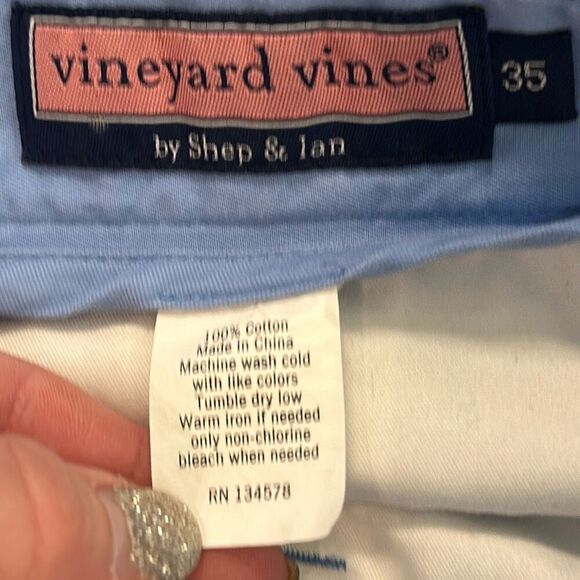 vineyard vines®
35
by Shep & Ian
100% Cotton
Made in China
Machine wash cold
with like colors
Tumble dry low
Warm Iron if needed
only non-chlorine
bleach when needed
RN 134578